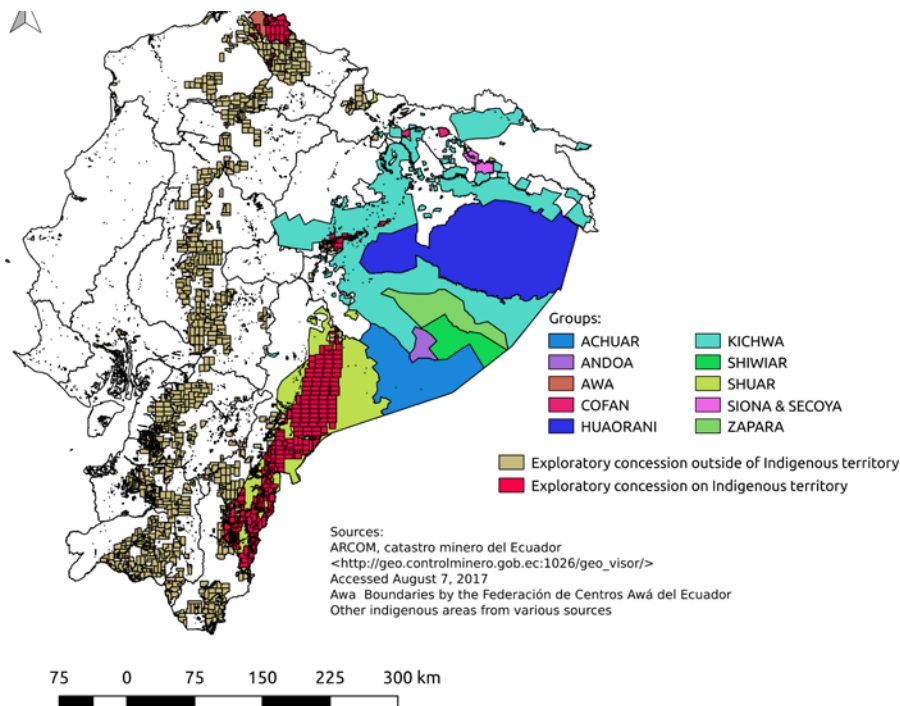 Groups:
ACHUAR
ANDOA
AWA
COFAN
HUAORANI
KICHWA
SHIWIAR
SHUAR
SIONA & SECOYA
ZAPARA
Exploratory concession outside of Indigenous territory
Exploratory concession on Indigenous territory
Sources:
ARCOM, catastro minero del Ecuador
<http://geo.controlminero.gob.ec:1026/geo_visor/>
Accessed August 7, 2017
Awa  Boundaries by the Federación de Centros Awá del Ecuador
Other indigenous areas from various sources
75 0 75 150 225 300 km